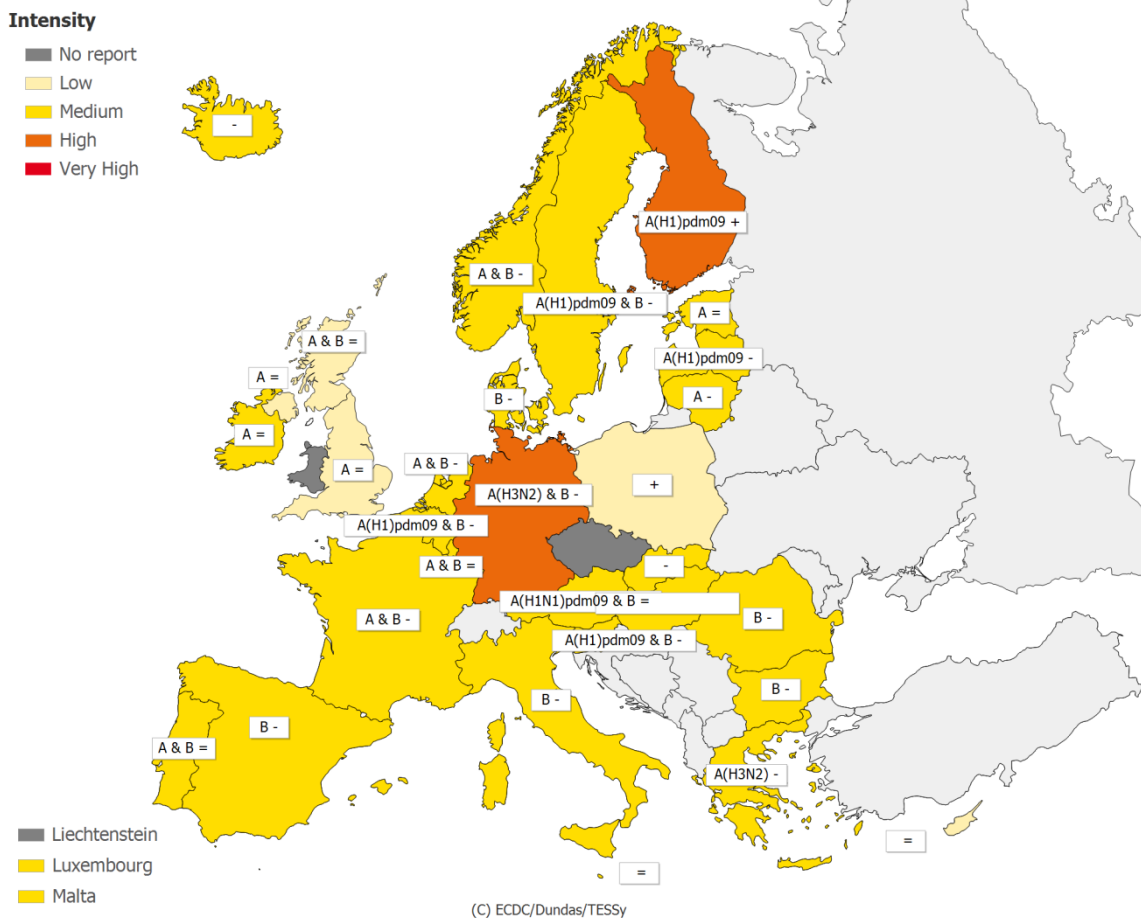 Intensity
No report
Low
Medium
High
Very High
-
A(H1)pdm09 +
A & B -
A(H1)pdm09 & B -
A =
A & B =
A(H1)pdm09 -
A =
B -
A -
A =
A & B -
A =
A(H3N2) & B -
+
A(H1)pdm09 & B -
A & B =
-
A(H1N1)pdm09 & B =
A & B -
B -
A(H1)pdm09 & B -
B -
B -
B -
A & B =
A(H3N2) -
=
=
Liechtenstein
Luxembourg
Malta
(C) ECDC/Dundas/TESSy